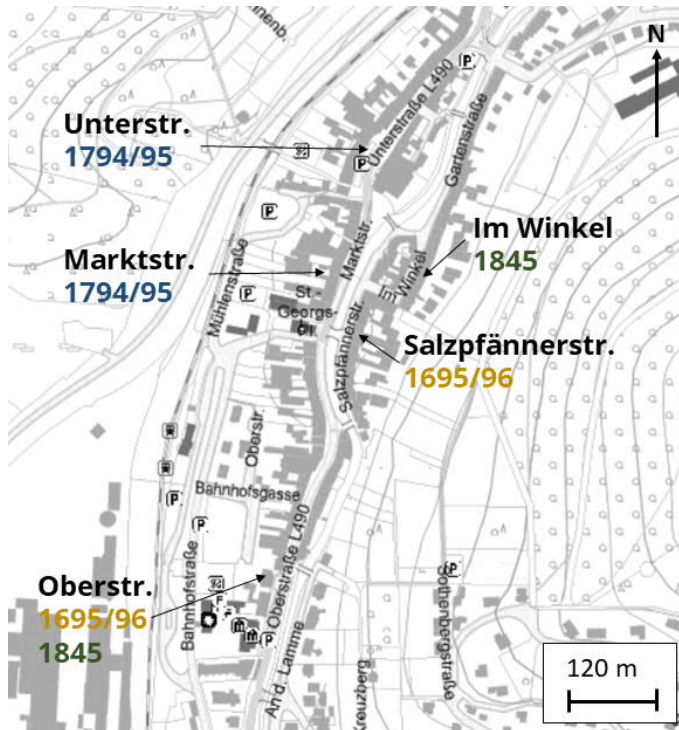 N
Unterstr.
1794/95
Unterstraße L490
Gartenstraße
P
P
P
Im Winkel
1845
Marktstr.
1794/95
Marktstr.
Im
Winkel
Mühlenstraße
P
St.-
Georgs-
Pl.
Salzpfännerstr.
1695/96
Salzpfännerstr.
Oberstr.
Bahnhofsgasse
P
P
Oberstraße L490
Oberstr.
1695/96
1845
Bahnhofstraße
P
P
Sothenbergstraße
An d. Lamme
Kreuzberg
120 m